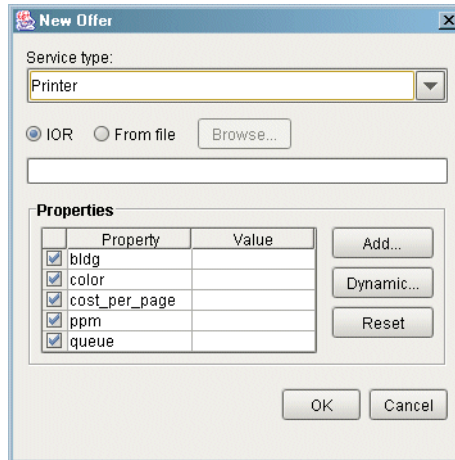 New Offer
Service type:
Printer
IOR From file Browse...
Properties
Property Value
bldg
color
cost_per_page
ppm
queue
Add...
Dynamic...
Reset
OK Cancel